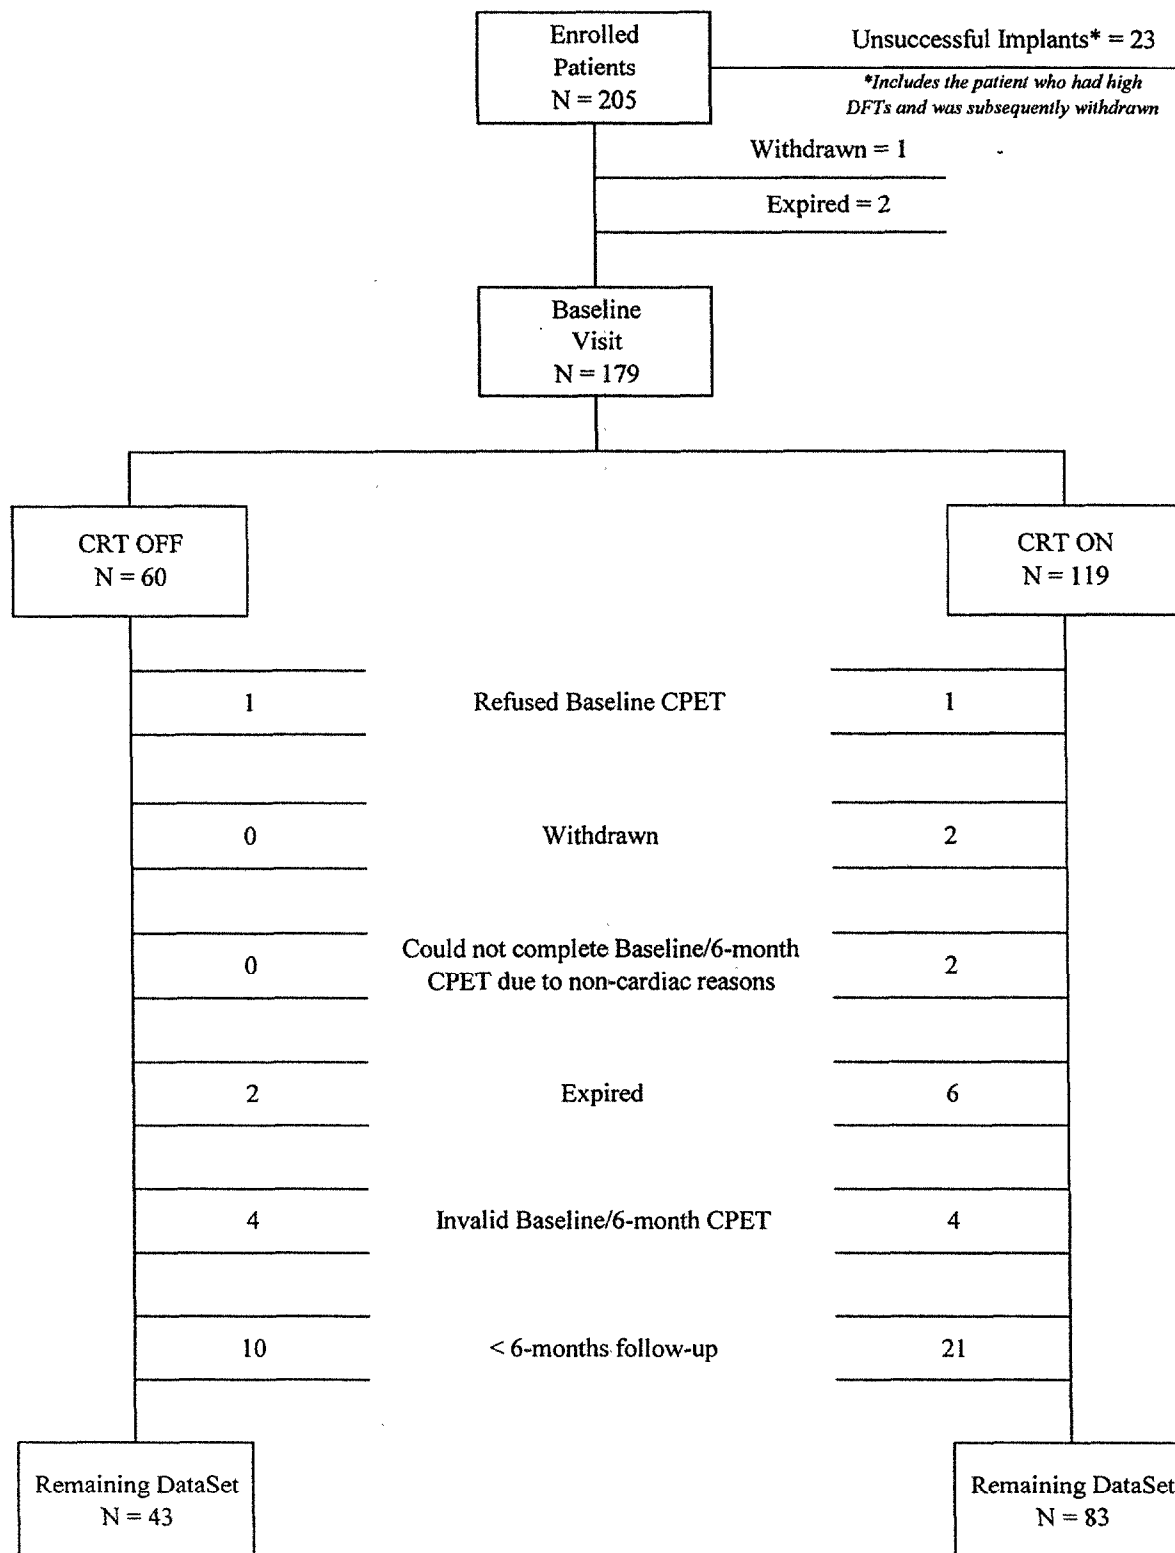 Enrolled
Patients
N = 205
Unsuccessful Implants* = 23
*Includes the patient who had high
DFTs and was subsequently withdrawn
Withdrawn = 1
Expired = 2
Baseline
Visit
N = 179
CRT OFF
N = 60
CRT ON
N = 119
1 Refused Baseline CPET 1
0 Withdrawn 2
Could not complete Baseline/6-month
0 2
CPET due to non-cardiac reasons
2 Expired 6
4 Invalid Baseline/6-month CPET 4
10 < 6-months follow-up 21
Remaining DataSet
N = 43
Remaining DataSet
N = 83